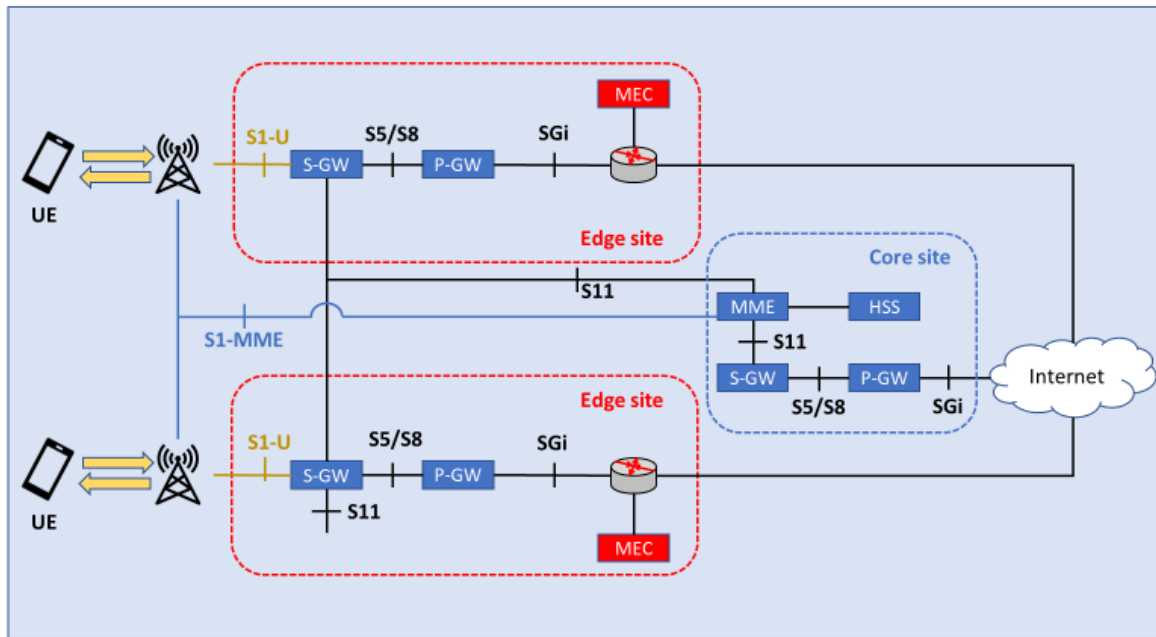 MEC
S1-U
S5/S8
SGi
S-GW
P-GW
UE
Edge site
Core site
S11
MME
HSS
S1-MME
S11
S-GW
P-GW
Internet
S5/S8
SGi
Edge site
S1-U
S5/S8
SGi
S-GW
P-GW
S11
UE
MEC